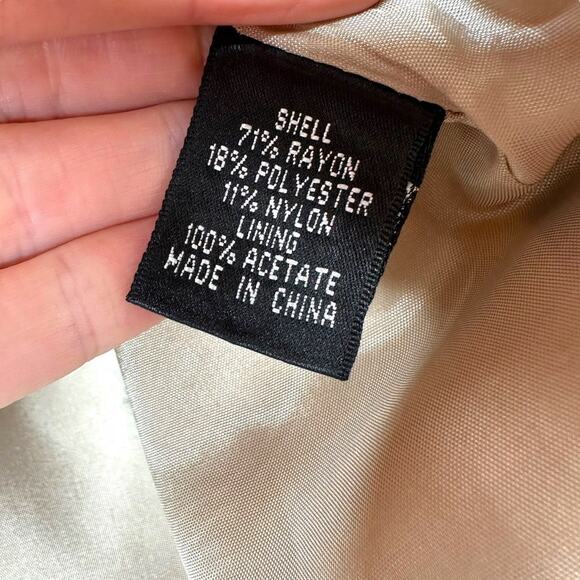 SHELL
71% RAYON
18% POLYESTER
11% NYLON
LINING
100% ACETATE
MADE IN CHINA